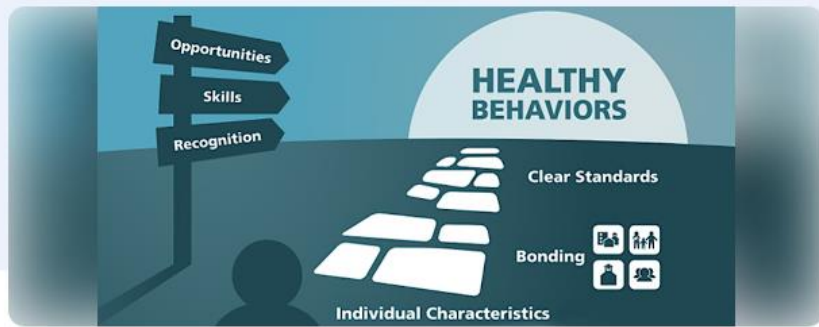 Opportunities
Skills
Recognition
HEALTHY
BEHAVIORS
Clear Standards
Bonding
Individual Characteristics